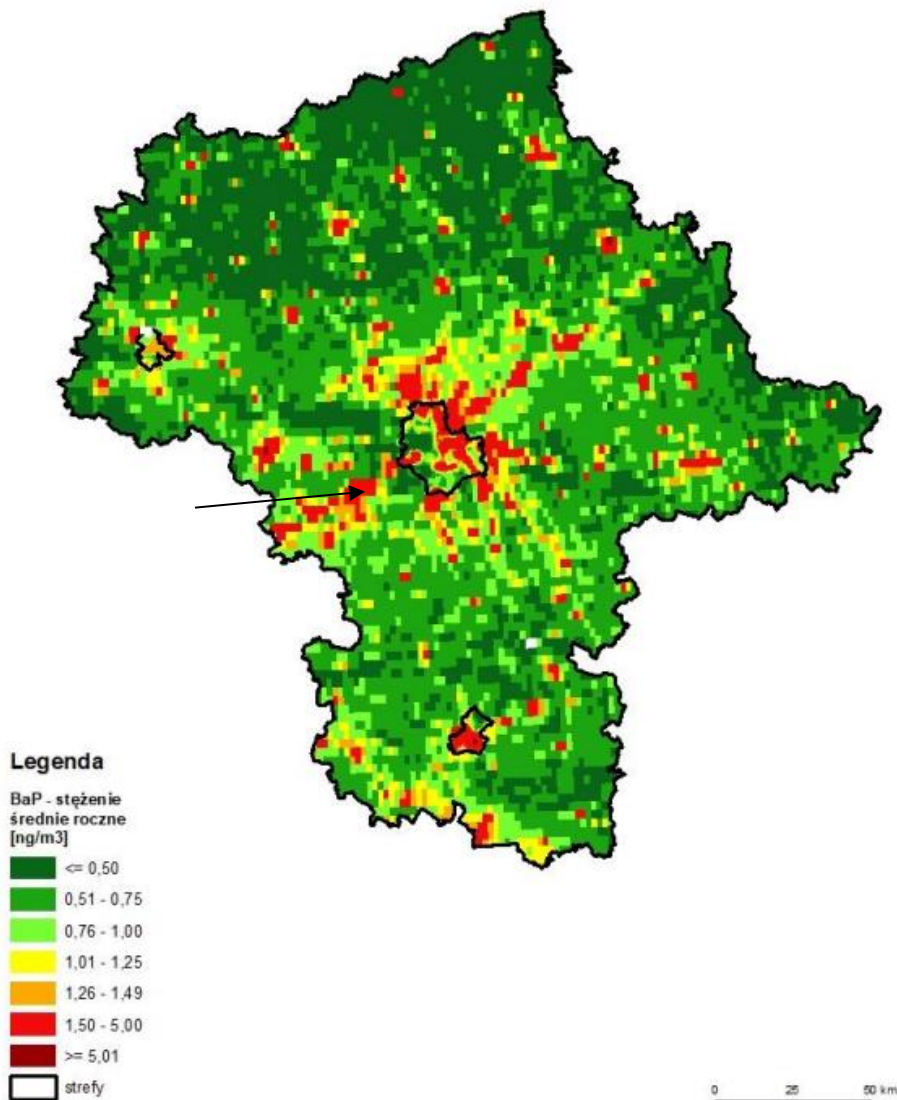 Legenda
BaP - stężenie
średnie roczne
[ng/m3]
<= 0,50
0,51 - 0,75
0,76 - 1,00
1,01 - 1,25
1,26 - 1,49
1,50 - 5,00
>= 5,01
strefy
0 25 50 km